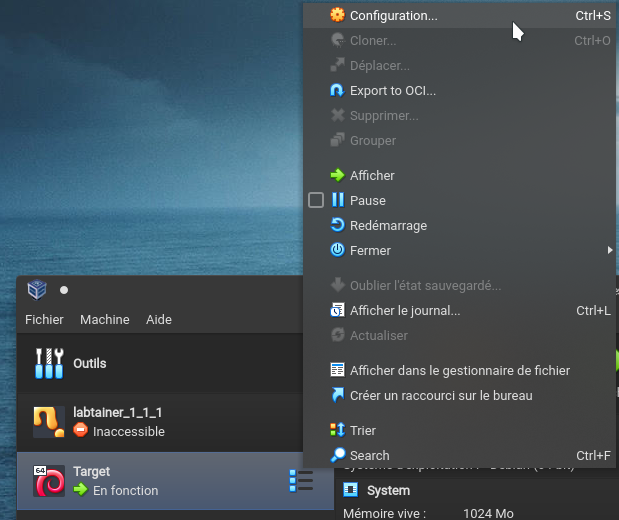 Configuration... Ctrl+S
Cloner... Ctrl+O
Déplacer...
Export to OCI...
Supprimer...
Grouper
Afficher
Pause
Redémarrage
Fermer
Oublier l'état sauvegardé...
Afficher le journal... Ctrl+L
Actualiser
Afficher dans le gestionnaire de fichier
Créer un raccourci sur le bureau
Trier
Search Ctrl+F
Fichier Machine Aide
Outils
labtainer_1_1_1
Inaccessible
64
Target
En fonction
System
Mémoire vive : 1024 Mo